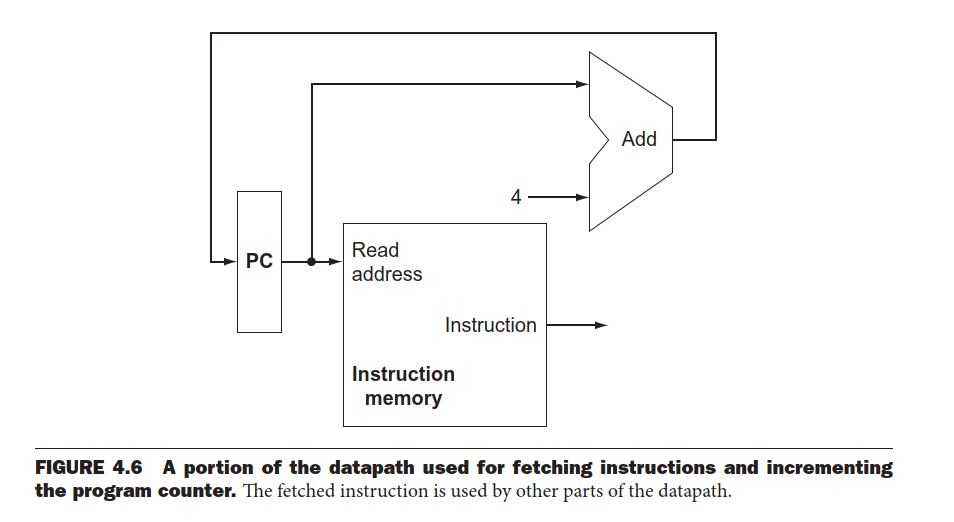 Add
4
PC
Read
address
Instruction
Instruction
memory
FIGURE 4.6 A portion of the datapath used for fetching instructions and incrementing
the program counter. The fetched instruction is used by other parts of the datapath.